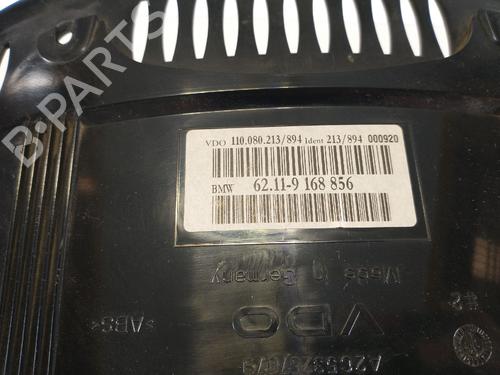 B-PARTS
VDO 110.080.213/894 Ident 213/894 000920
BMW 62.11-9 168 856
Made in Germany
>ABS<
VDO